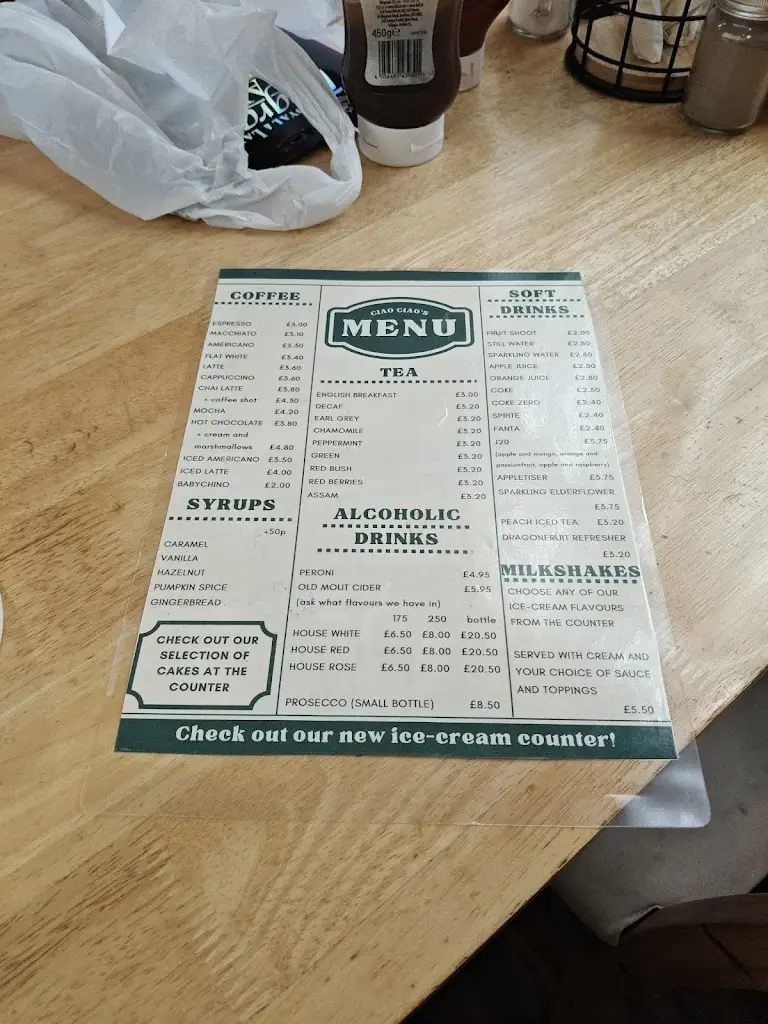 450g℮
COFFEE
ESPRESSO £3.00
MACCHIATO £3.10
AMERICANO £3.30
FLAT WHITE £3.40
LATTE £3.60
CAPPUCCINO £3.60
CHAI LATTE £3.80
+ coffee shot £4.30
MOCHA £4.20
HOT CHOCOLATE £3.80
+ cream and
marshmallows £4.80
ICED AMERICANO £3.50
ICED LATTE £4.00
BABYCHINO £2.00
SYRUPS
+50p
CARAMEL
VANILLA
HAZELNUT
PUMPKIN SPICE
GINGERBREAD
CHECK OUT OUR
SELECTION OF
CAKES AT THE
COUNTER
CIAO CIAO'S
MENU
TEA
ENGLISH BREAKFAST £3.00
DECAF £3.20
EARL GREY £3.20
CHAMOMILE £3.20
PEPPERMINT £3.20
GREEN £3.20
RED BUSH £3.20
RED BERRIES £3.20
ASSAM £3.20
ALCOHOLIC
DRINKS
PERONI £4.95
OLD MOUT CIDER £5.95
(ask what flavours we have in)
175 250 bottle
HOUSE WHITE £6.50 £8.00 £20.50
HOUSE RED £6.50 £8.00 £20.50
HOUSE ROSE £6.50 £8.00 £20.50
PROSECCO (SMALL BOTTLE) £8.50
SOFT
DRINKS
FRUIT SHOOT £2.00
STILL WATER £2.80
SPARKLING WATER £2.80
APPLE JUICE £2.80
ORANGE JUICE £2.80
COKE £2.50
COKE ZERO £2.40
SPRITE £2.40
FANTA £2.40
J20 £3.75
(apple and mango, orange and
passionfruit, apple and raspberry)
APPLETISER £3.75
SPARKLING ELDERFLOWER
£3.75
PEACH ICED TEA £3.20
DRAGONFRUIT REFRESHER
£3.20
MILKSHAKES
CHOOSE ANY OF OUR
ICE-CREAM FLAVOURS
FROM THE COUNTER
SERVED WITH CREAM AND
YOUR CHOICE OF SAUCE
AND TOPPINGS
£5.50
Check out our new ice-cream counter!